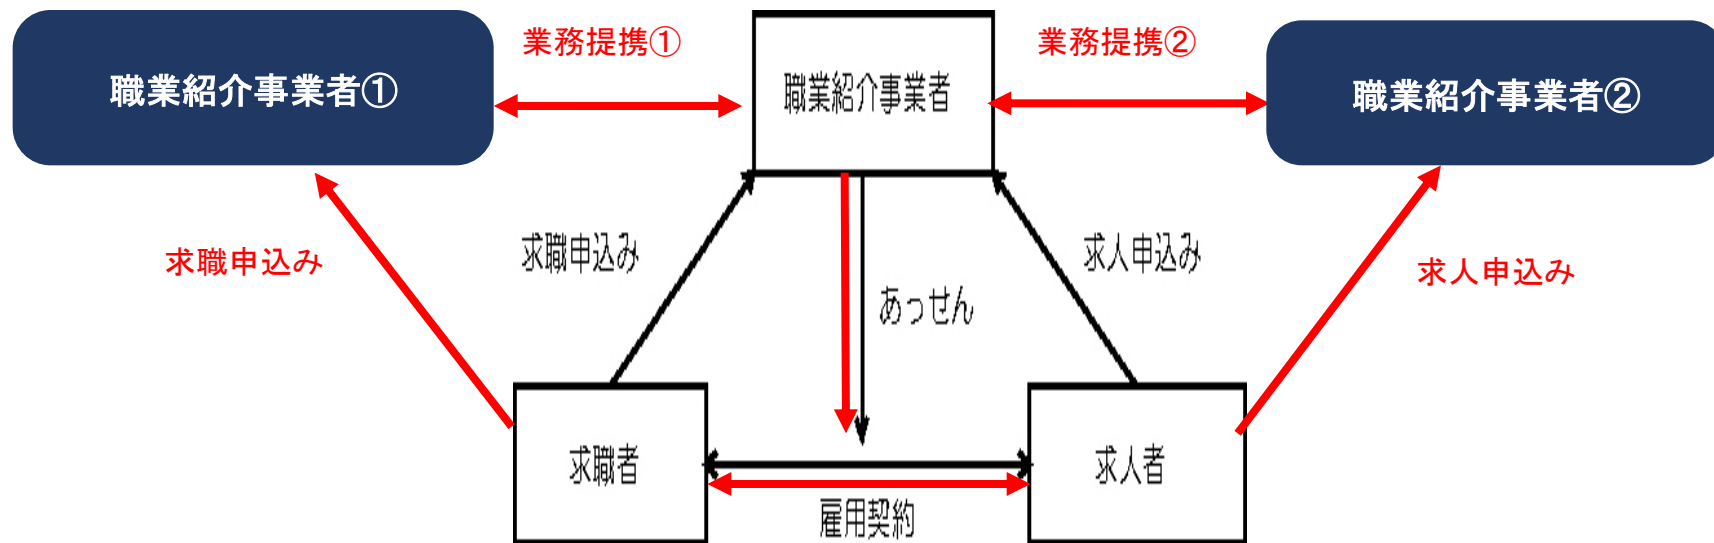 業務提携①
業務提携②
職業紹介事業者①
職業紹介事業者
職業紹介事業者②
求職申込み
求職申込み
求人申込み
求人申込み
あっせん
求職者
求人者
雇用契約